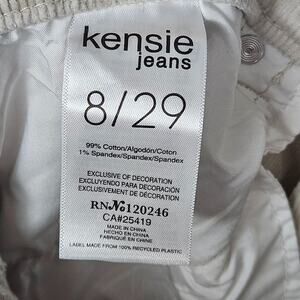 kensie
jeans
8/29
99% Cotton/Algodón/Coton
1% Spandex/Spandex/Spandex
EXCLUSIVE OF DECORATION
EXCLUYENDO PARA DECORACIÓN
EXCLUSIVEMENT DE DÉCORATION
RN№120246
CA#25419
MADE IN CHINA
HECHO EN CHINA
FABRIQUÉ EN CHINE
LABEL MADE FROM 100% RECYCLED PLASTIC